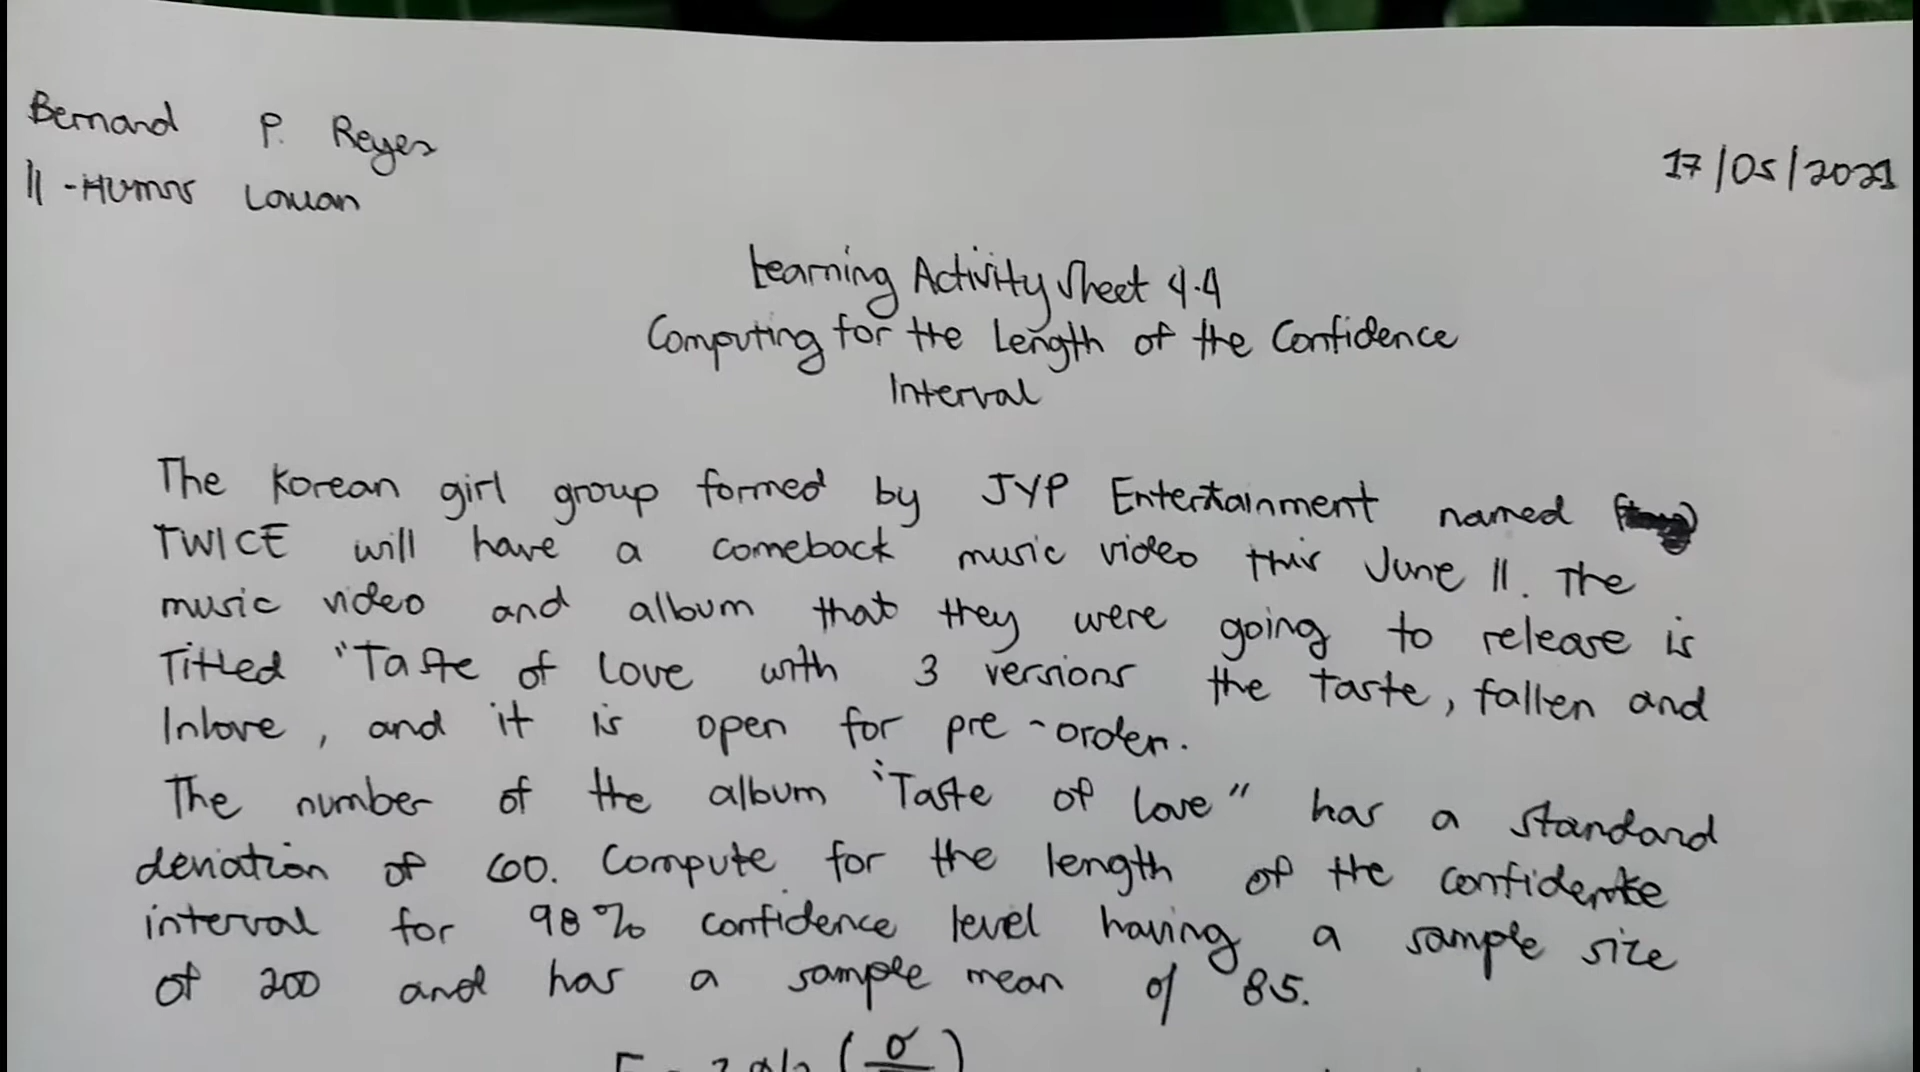 Bernard P. Reyes
11-HUMSS Louan
17/05/2021
Learning Activity Sheet 4.4
Computing for the Length of the Confidence
Interval
The Korean girl group formed by JYP Entertainment named
TWICE will have a comeback music video this June 11. The
music video and album that they were going to release is
Titled "Taste of Love with 3 versions the taste, fallen and
Inlove, and it is open for pre-order.
The number of the album "Taste of Love" has a standard
deviation of 60. Compute for the length of the confidence
interval for 98% confidence level having a sample size
of 200 and has a sample mean of 85.